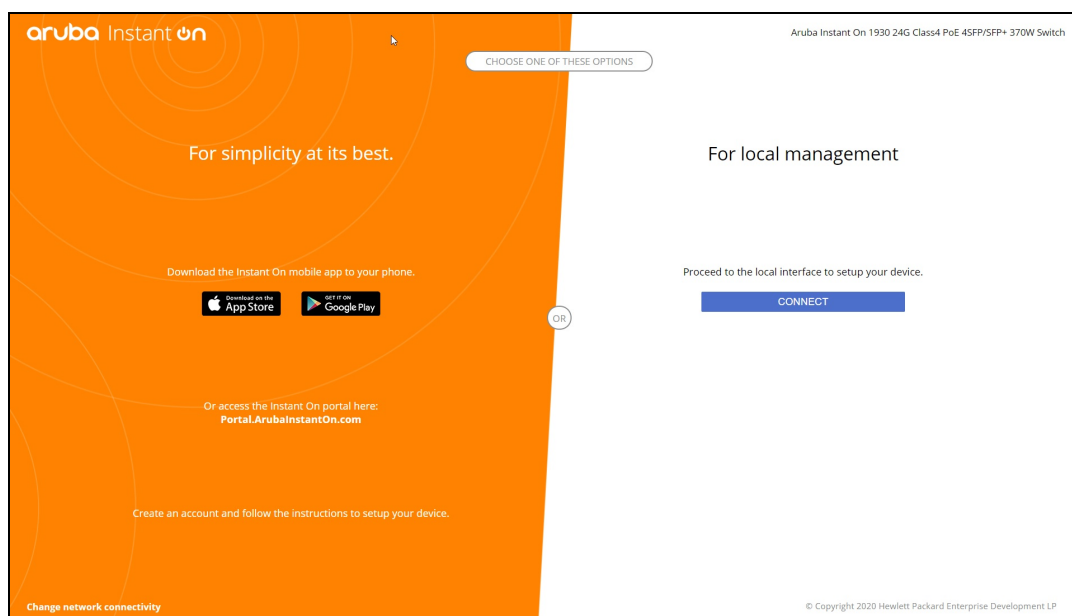 aruba Instant on
Aruba Instant On 1930 24G Class4 PoE 4SFP/SFP+ 370W Switch
CHOOSE ONE OF THESE OPTIONS
For simplicity at its best.
Download the Instant On mobile app to your phone.
Download on the
App Store
GET IT ON
Google Play
Or access the Instant On portal here:
Portal.ArubaInstantOn.com
Create an account and follow the instructions to setup your device.
Change network connectivity
OR
For local management
Proceed to the local interface to setup your device.
CONNECT
© Copyright 2020 Hewlett Packard Enterprise Development LP